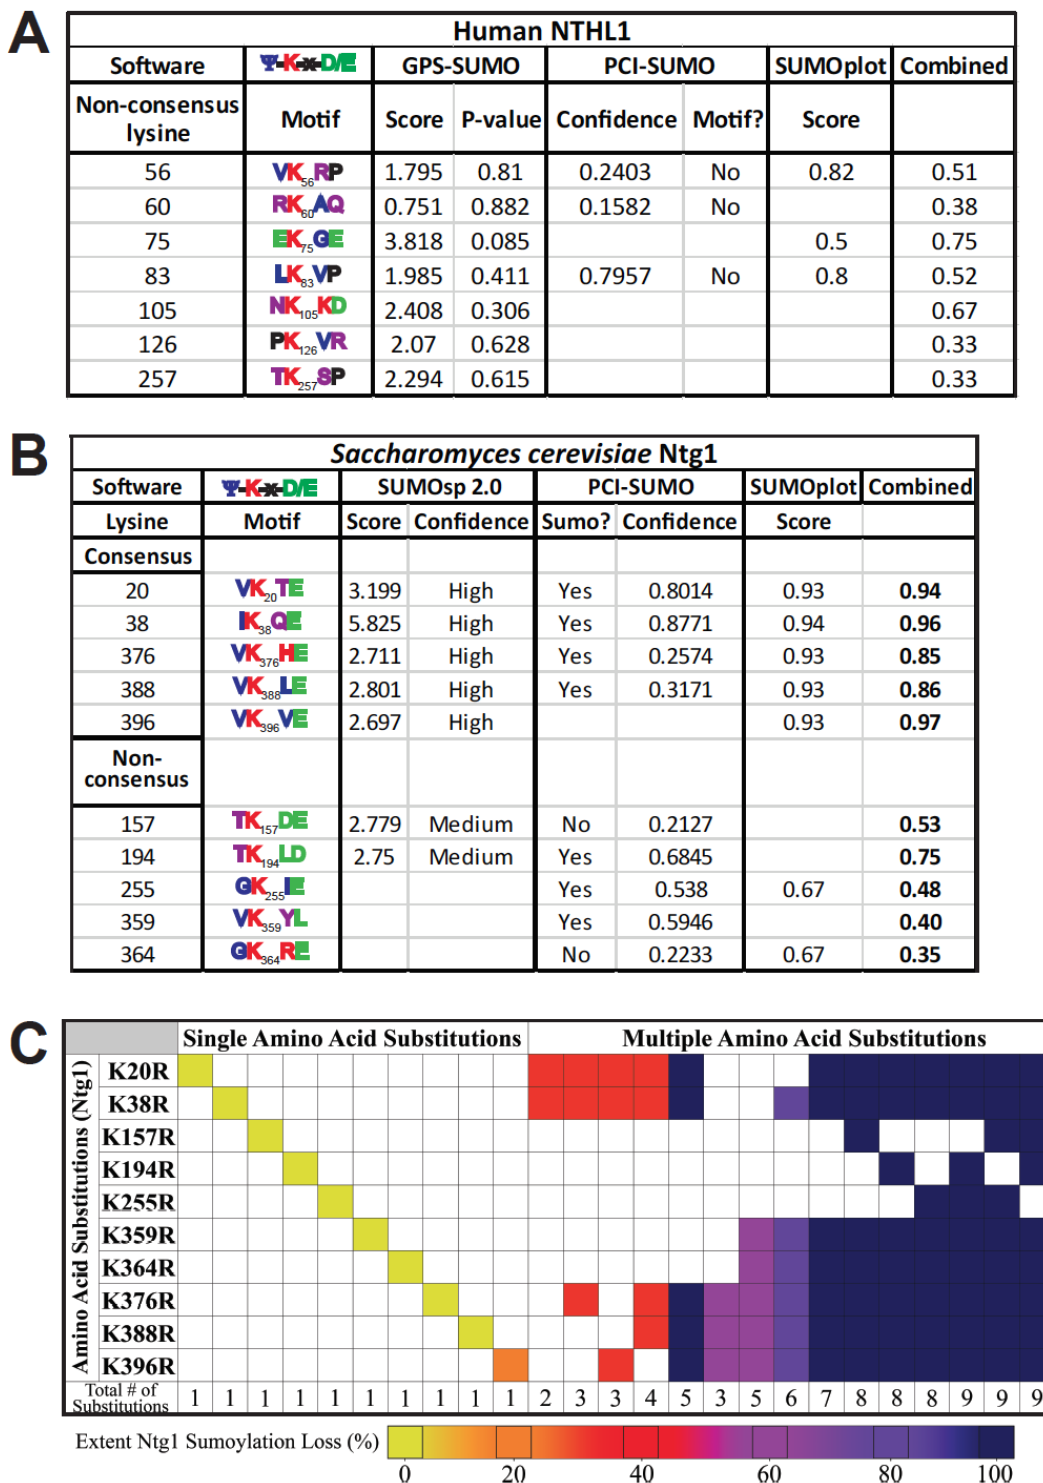 A
Human NTHL1
Software Ψ-K-x-D/E GPS-SUMO PCI-SUMO SUMOplot Combined
Non-consensus lysine Motif Score P-value Confidence Motif? Score
56 VK56RP 1.795 0.81 0.2403 No 0.82 0.51
60 RK60AQ 0.751 0.882 0.1582 No 0.38
75 EK75GE 3.818 0.085 0.5 0.75
83 LK83VP 1.985 0.411 0.7957 No 0.8 0.52
105 NK105KD 2.408 0.306 0.67
126 PK126VR 2.07 0.628 0.33
257 TK257SP 2.294 0.615 0.33
B
Saccharomyces cerevisiae Ntg1
Software Ψ-K-x-D/E SUMOsp 2.0 PCI-SUMO SUMOplot Combined
Lysine Motif Score Confidence Sumo? Confidence Score
Consensus
20 VK20TE 3.199 High Yes 0.8014 0.93 0.94
38 IK38QE 5.825 High Yes 0.8771 0.94 0.96
376 VK376HE 2.711 High Yes 0.2574 0.93 0.85
388 VK388LE 2.801 High Yes 0.3171 0.93 0.86
396 VK396VE 2.697 High 0.93 0.97
Non-
consensus
157 TK157DE 2.779 Medium No 0.2127 0.53
194 TK194LD 2.75 Medium Yes 0.6845 0.75
255 GK255IE Yes 0.538 0.67 0.48
359 VK359YL Yes 0.5946 0.40
364 GK364RE No 0.2233 0.67 0.35
C
Single Amino Acid Substitutions Multiple Amino Acid Substitutions
Amino Acid Substitutions (Ntg1)
K20R
K38R
K157R
K194R
K255R
K359R
K364R
K376R
K388R
K396R
Total # of
Substitutions 1 1 1 1 1 1 1 1 1 1 2 3 3 4 5 3 5 6 7 8 8 8 9 9 9
Extent Ntg1 Sumoylation Loss (%)
0 20 40 60 80 100